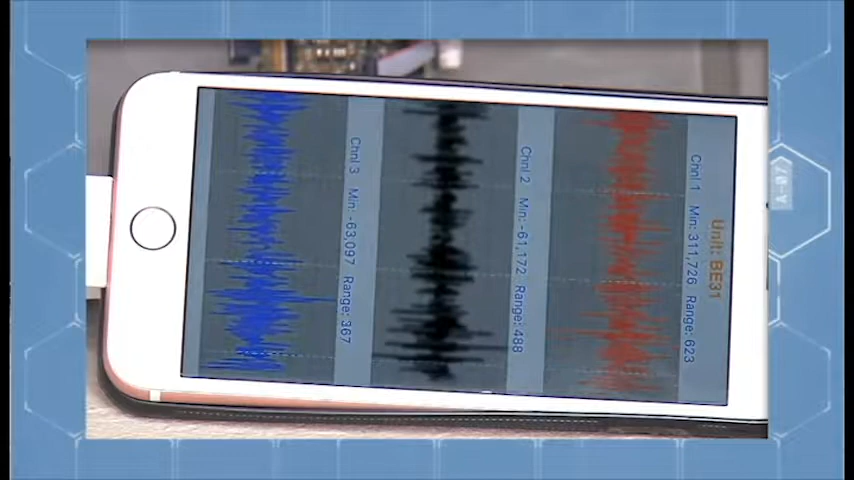 Unit: BE31
Chnl 1 Min: 311,726 Range: 623
Chnl 2 Min: -61,172 Range: 488
Chnl 3 Min: -63,097 Range: 367